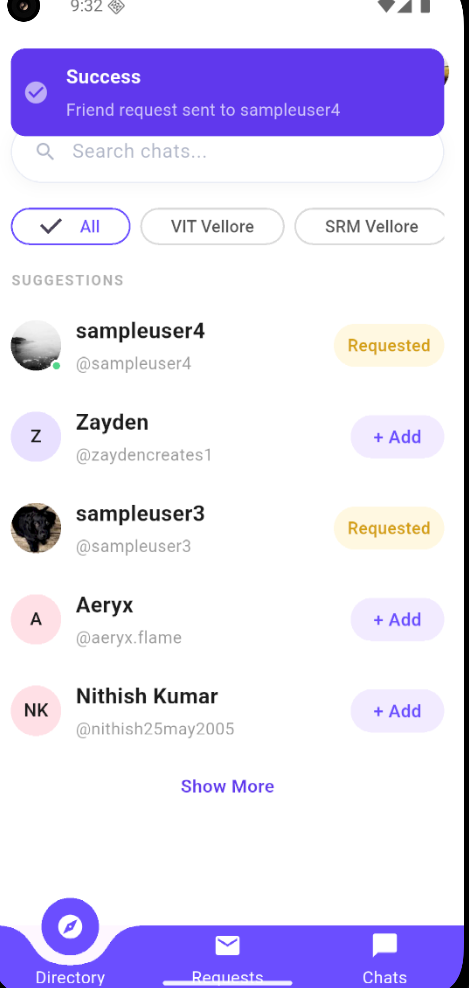 9:32
Success
Friend request sent to sampleuser4
Search chats...
All
VIT Vellore
SRM Vellore
SUGGESTIONS
sampleuser4
@sampleuser4
Requested
Z
Zayden
@zaydencreates1
+ Add
sampleuser3
@sampleuser3
Requested
A
Aeryx
@aeryx.flame
+ Add
NK
Nithish Kumar
@nithish25may2005
+ Add
Show More
Directory
Requests
Chats